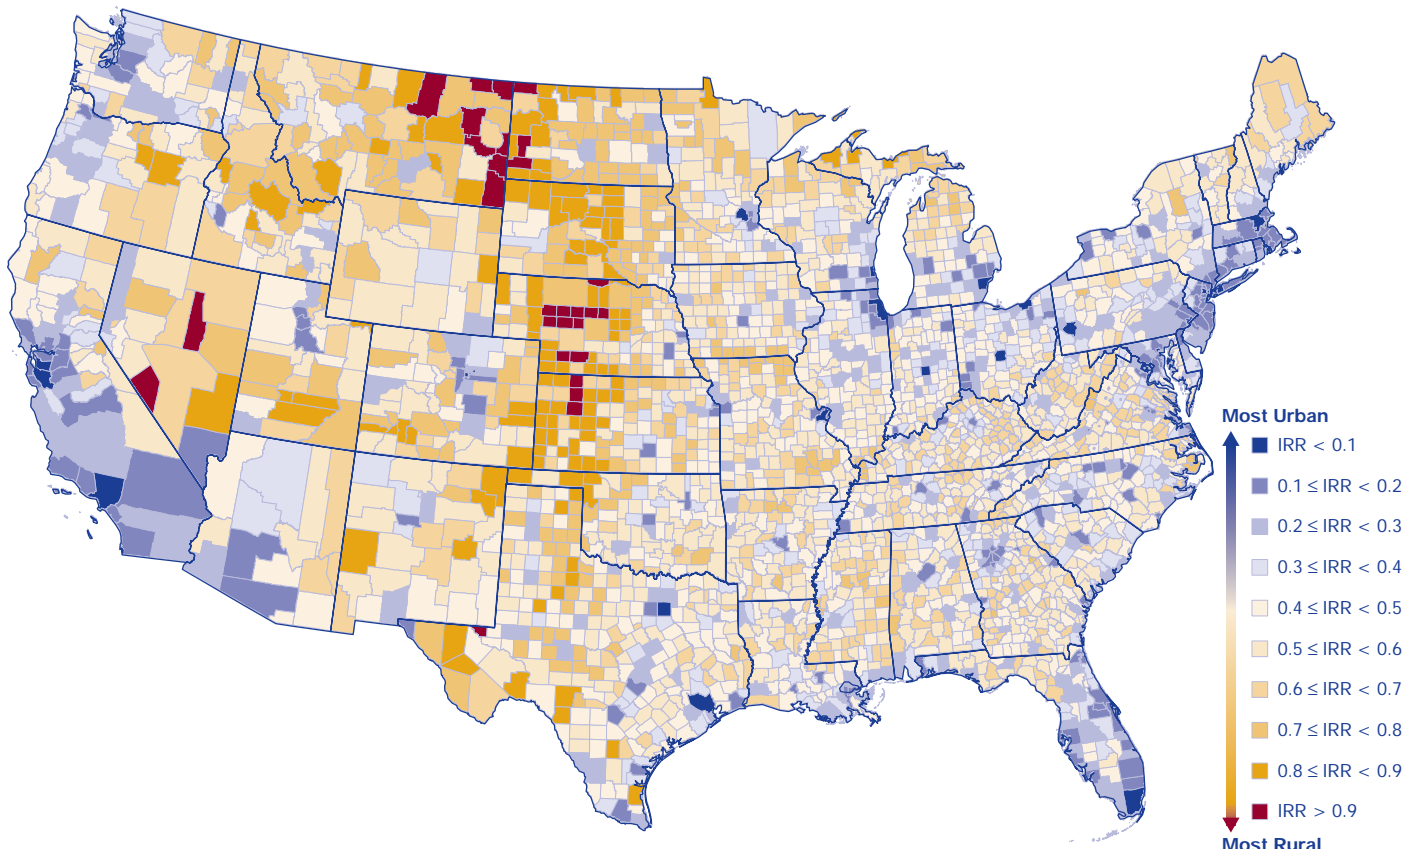 Most Urban
IRR < 0.1
0.1 ≤ IRR < 0.2
0.2 ≤ IRR < 0.3
0.3 ≤ IRR < 0.4
0.4 ≤ IRR < 0.5
0.5 ≤ IRR < 0.6
0.6 ≤ IRR < 0.7
0.7 ≤ IRR < 0.8
0.8 ≤ IRR < 0.9
IRR > 0.9
Most Rural